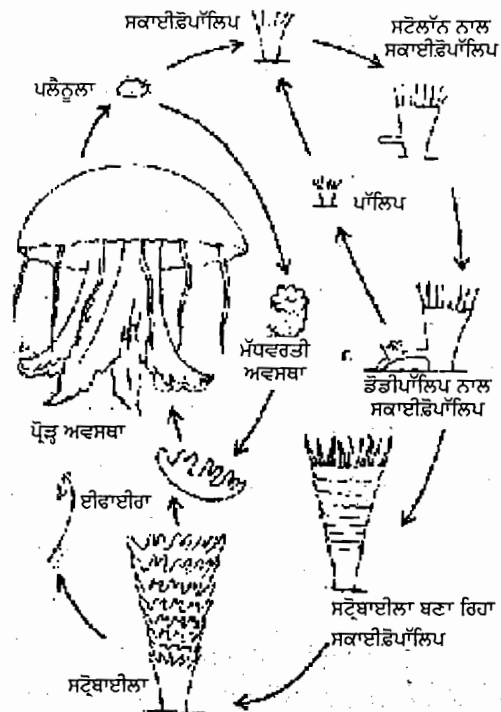 ਸਕਾਈਫ਼ੋਪਾੱਲਿਪ
ਸਟੋਲਾੱਨ ਨਾਲ
ਸਕਾਈਫ਼ੋਪਾੱਲਿਪ
ਪਲੈਨੂਲਾ
ਪਾੱਲਿਪ
ਮੱਧਵਰਤੀ
ਅਵਸਥਾ
ਡੋਡੀਪਾੱਲਿਪ ਨਾਲ
ਸਕਾਈਫ਼ੋਪਾੱਲਿਪ
ਪ੍ਰੋੜ੍ਹ ਅਵਸਥਾ
ਈਫਾਈਰਾ
ਸਟ੍ਰੋਬਾਈਲਾ ਬਣਾ ਰਿਹਾ
ਸਕਾਈਫ਼ੋਪਾੱਲਿਪ
ਸਟ੍ਰੋਬਾਈਲਾ